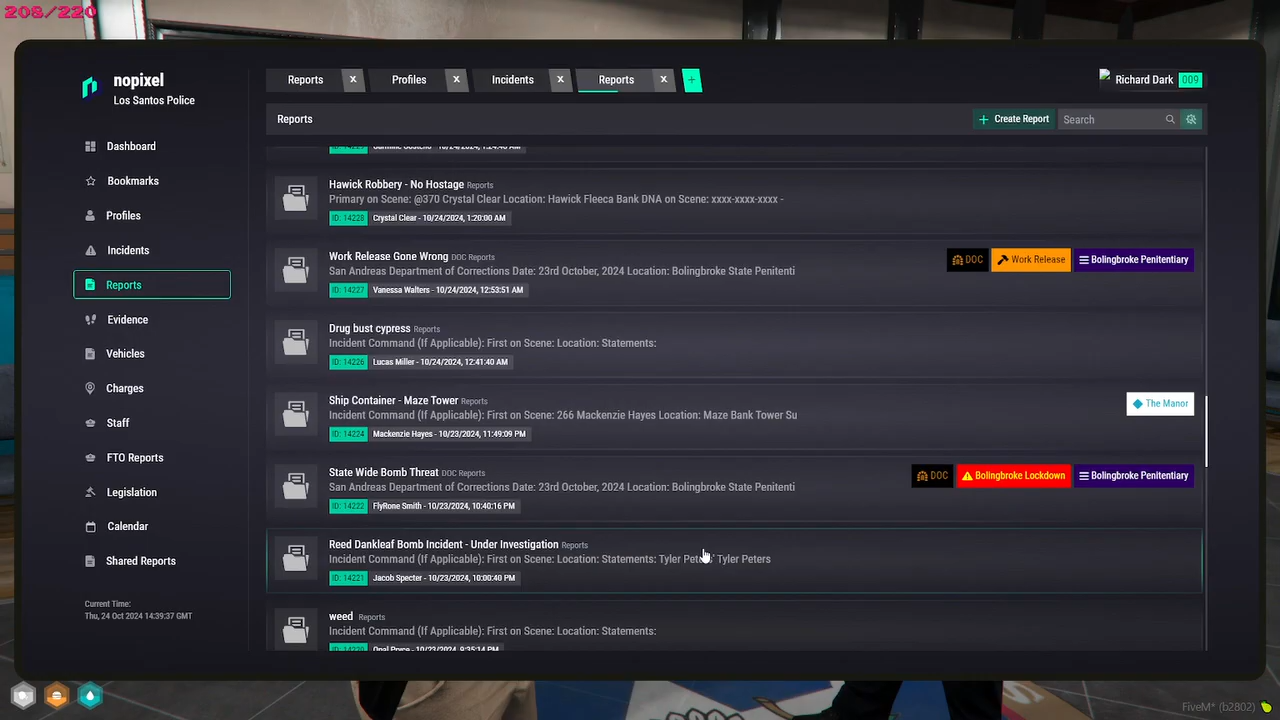 208/220
nopixel
Los Santos Police
Reports x Profiles x Incidents x Reports x +
Richard Dark 009
Dashboard
Bookmarks
Profiles
Incidents
Reports
Evidence
Vehicles
Charges
Staff
FTO Reports
Legislation
Calendar
Shared Reports
Current Time:
Thu, 24 Oct 2024 14:39:37 GMT
Reports
+ Create Report
Search
Hawick Robbery - No Hostage Reports
Primary on Scene: @370 Crystal Clear Location: Hawick Fleeca Bank DNA on Scene: xxxx-xxxx-xxxx -
ID: 14228 Crystal Clear - 10/24/2024, 1:20:00 AM
Work Release Gone Wrong DOC Reports
San Andreas Department of Corrections Date: 23rd October, 2024 Location: Bolingbroke State Penitenti
ID: 14227 Vanessa Walters - 10/24/2024, 12:53:51 AM
DOC Work Release Bolingbroke Penitentiary
Drug bust cypress Reports
Incident Command (If Applicable): First on Scene: Location: Statements:
ID: 14226 Lucas Miller - 10/24/2024, 12:41:40 AM
Ship Container - Maze Tower Reports
Incident Command (If Applicable): First on Scene: 266 Mackenzie Hayes Location: Maze Bank Tower Su
ID: 14224 Mackenzie Hayes - 10/23/2024, 11:49:09 PM
The Manor
State Wide Bomb Threat DOC Reports
San Andreas Department of Corrections Date: 23rd October, 2024 Location: Bolingbroke State Penitenti
ID: 14222 FlyRone Smith - 10/23/2024, 10:40:16 PM
DOC Bolingbroke Lockdown Bolingbroke Penitentiary
Reed Dankleaf Bomb Incident - Under Investigation Reports
Incident Command (If Applicable): First on Scene: Location: Statements: Tyler Tyler Peters
ID: 14221 Jacob Specter - 10/23/2024, 10:00:40 PM
weed Reports
Incident Command (If Applicable): First on Scene: Location: Statements:
Opal Pryce - 10/23/2024, 9:35:14 PM
FiveM* (b2802)